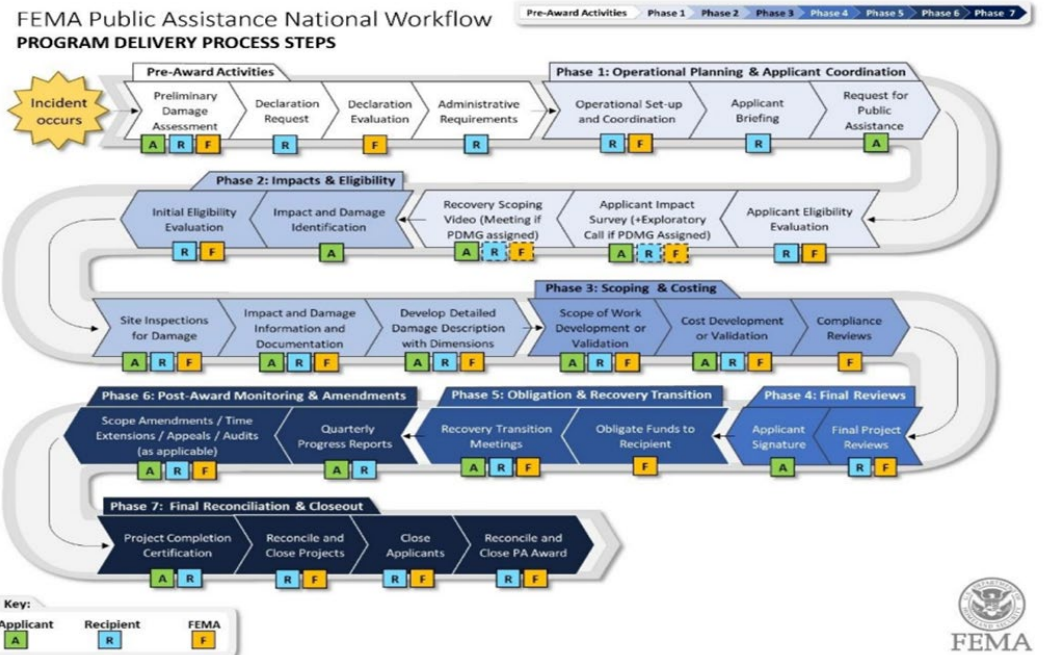 FEMA Public Assistance National Workflow
PROGRAM DELIVERY PROCESS STEPS
Pre-Award Activities Phase 1 Phase 2 Phase 3 Phase 4 Phase 5 Phase 6 Phase 7
Incident
occurs
Pre-Award Activities
Preliminary
Damage
Assessment
A R F
Declaration
Request
R
Declaration
Evaluation
F
Administrative
Requirements
R
Phase 1: Operational Planning & Applicant Coordination
Operational Set-up
and Coordination
R F
Applicant
Briefing
R
Request for
Public
Assistance
A
Applicant Eligibility
Evaluation
R F
Applicant Impact
Survey (+Exploratory
Call if PDMG Assigned)
A R F
Recovery Scoping
Video (Meeting if
PDMG assigned)
A R F
Phase 2: Impacts & Eligibility
Impact and Damage
Identification
A
Initial Eligibility
Evaluation
R F
Site Inspections
for Damage
A R F
Impact and Damage
Information and
Documentation
A R F
Develop Detailed
Damage Description
with Dimensions
A R F
Phase 3: Scoping & Costing
Scope of Work
Development or
Validation
A R F
Cost Development
or Validation
A R F
Compliance
Reviews
F
Phase 4: Final Reviews
Final Project
Reviews
R F
Applicant
Signature
A
Phase 5: Obligation & Recovery Transition
Obligate Funds to
Recipient
F
Recovery Transition
Meetings
A R F
Phase 6: Post-Award Monitoring & Amendments
Quarterly
Progress Reports
A R
Scope Amendments / Time
Extensions / Appeals / Audits
(as applicable)
A R F
Phase 7: Final Reconciliation & Closeout
Project Completion
Certification
A R
Reconcile and
Close Projects
R F
Close
Applicants
R F
Reconcile and
Close PA Award
R F
Key:
Applicant
A
Recipient
R
FEMA
F
FEMA